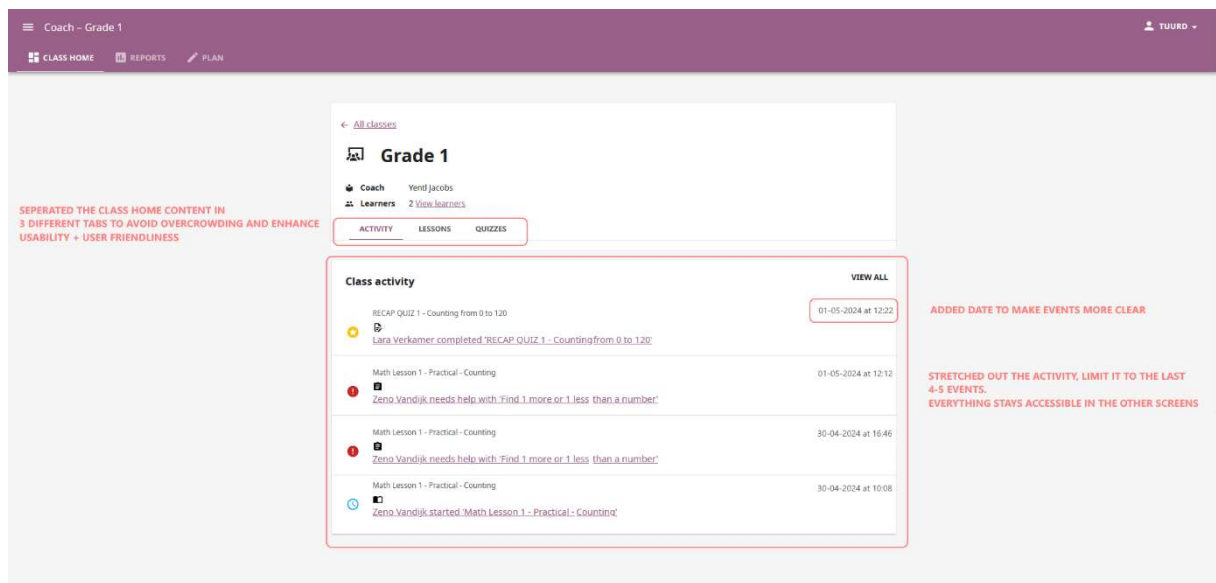 Coach – Grade 1
TUURD
CLASS HOME REPORTS PLAN
← All classes
Grade 1
Coach Yentl Jacobs
Learners 2 View learners
SEPERATED THE CLASS HOME CONTENT IN
3 DIFFERENT TABS TO AVOID OVERCROWDING AND ENHANCE
USABILITY + USER FRIENDLINESS
ACTIVITY LESSONS QUIZZES
Class activity VIEW ALL
RECAP QUIZ 1 - Counting from 0 to 120 01-05-2024 at 12:22
Lara Verkamer completed 'RECAP QUIZ 1 - Counting from 0 to 120'
ADDED DATE TO MAKE EVENTS MORE CLEAR
Math Lesson 1 - Practical - Counting 01-05-2024 at 12:12
Zeno Vandijk needs help with 'Find 1 more or 1 less than a number'
STRETCHED OUT THE ACTIVITY, LIMIT IT TO THE LAST
4-5 EVENTS.
EVERYTHING STAYS ACCESSIBLE IN THE OTHER SCREENS
Math Lesson 1 - Practical - Counting 30-04-2024 at 16:46
Zeno Vandijk needs help with 'Find 1 more or 1 less than a number'
Math Lesson 1 - Practical - Counting 30-04-2024 at 10:08
Zeno Vandijk started 'Math Lesson 1 - Practical - Counting'